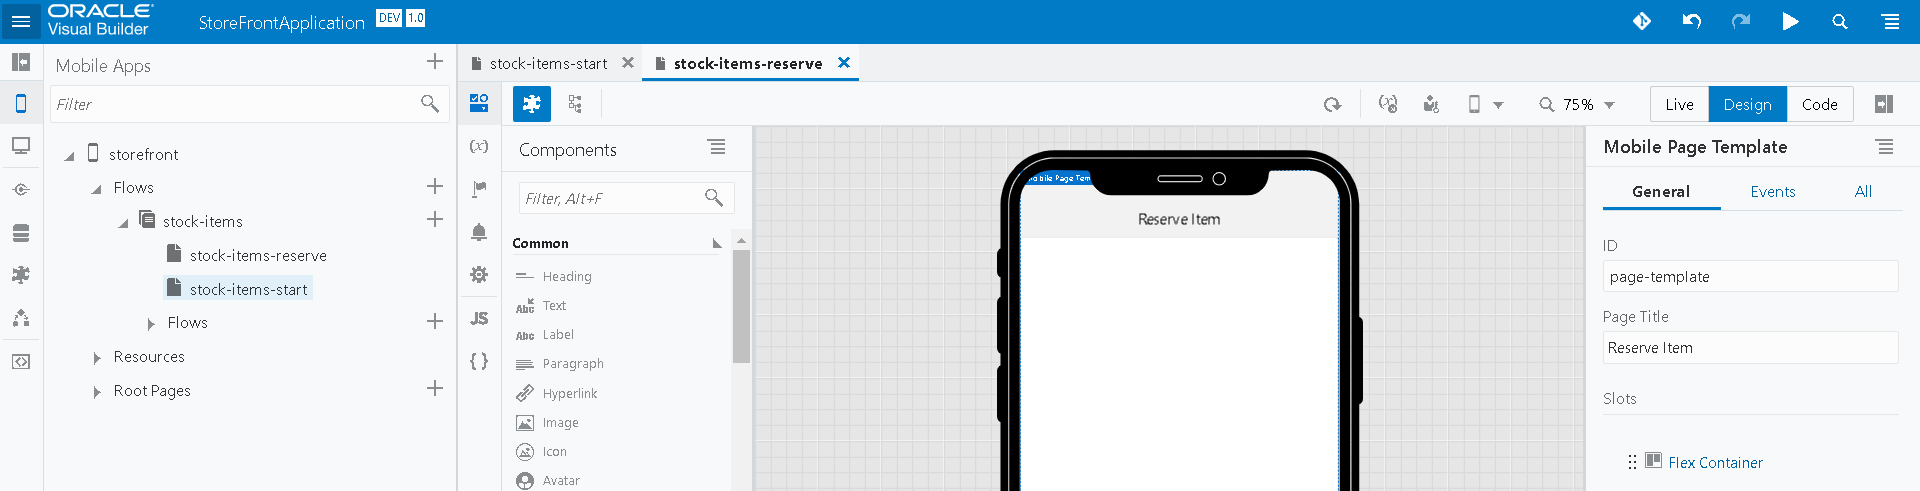 ORACLE
Visual Builder
StoreFrontApplication DEV 1.0
Mobile Apps
Filter
storefront
Flows
stock-items
stock-items-reserve
stock-items-start
Flows
Resources
Root Pages
stock-items-start
stock-items-reserve
75%
Live Design Code
(x)
JS
{ }
Components
Filter, Alt+F
Common
Heading
Abc Text
Abc Label
Paragraph
Hyperlink
Image
Icon
Avatar
Mobile Page Tem
Reserve Item
Mobile Page Template
General Events All
ID
page-template
Page Title
Reserve Item
Slots
Flex Container